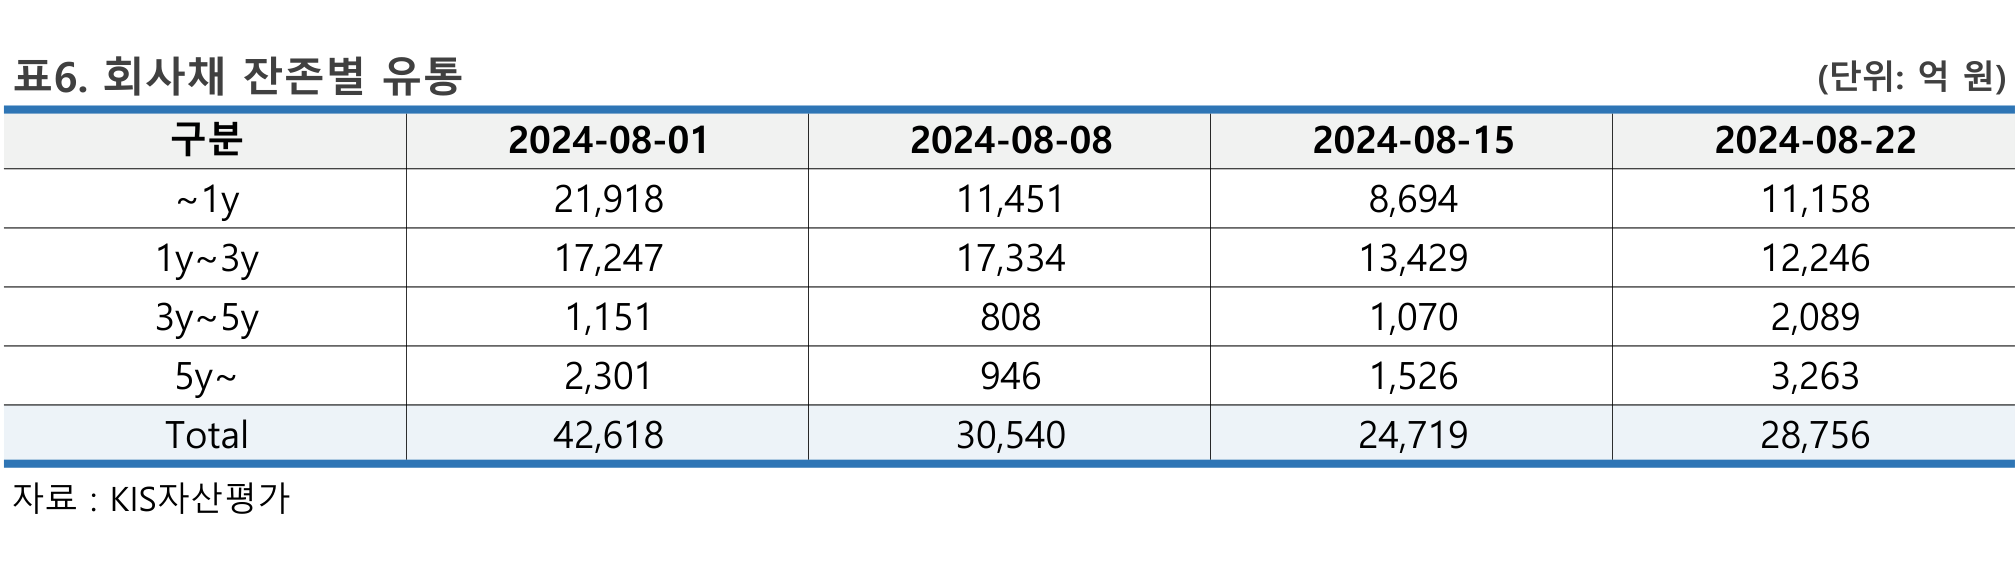 표6. 회사채 잔존별 유통 (단위: 억 원)
구분 2024-08-01 2024-08-08 2024-08-15 2024-08-22
~1y 21,918 11,451 8,694 11,158
1y~3y 17,247 17,334 13,429 12,246
3y~5y 1,151 808 1,070 2,089
5y~ 2,301 946 1,526 3,263
Total 42,618 30,540 24,719 28,756
자료 : KIS자산평가